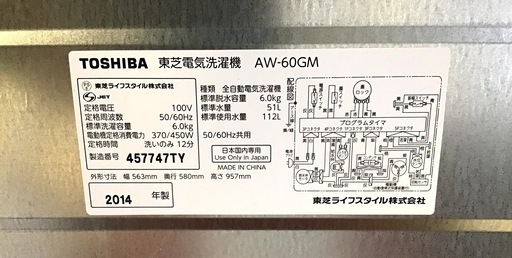 TOSHIBA 東芝電気洗濯機 AW-60GM
東芝ライフスタイル株式会社
JET
定格電圧 100V
定格周波数 50/60Hz
標準洗濯容量 6.0kg
電動機定格消費電力 370/450W
定格時間 洗いのみ12分
製造番号 457747TY
種類 全自動電気洗濯機
標準脱水容量 6.0kg
標準水量 51L
標準使用水量 112L
50/60Hz共用
日本国内専用
Use Only in Japan
MADE IN CHINA
外形寸法 幅 563mm 奥行 580mm 高さ 957mm
2014 年製
配線図
ロック
プログラムタイマ
東芝ライフスタイル株式会社